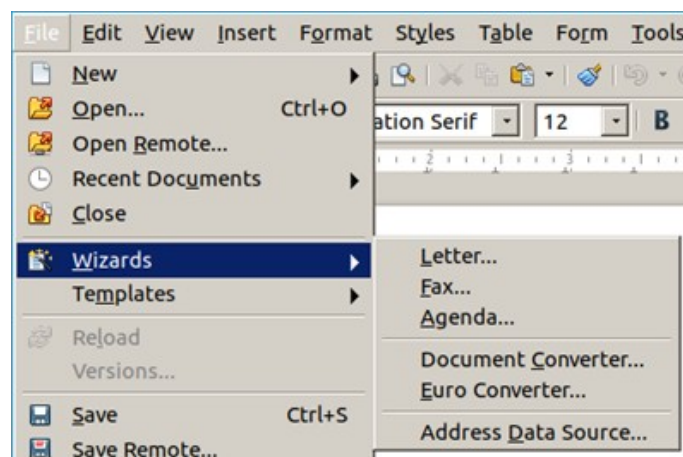 File Edit View Insert Format Styles Table Form Tools
New
Open... Ctrl+O
ation Serif 12 B
Open Remote...
2 3
Recent Documents
Close
Wizards
Letter...
Templates
Fax...
Agenda...
Reload
Document Converter...
Versions...
Euro Converter...
Save Ctrl+S
Address Data Source...
Save Remote...